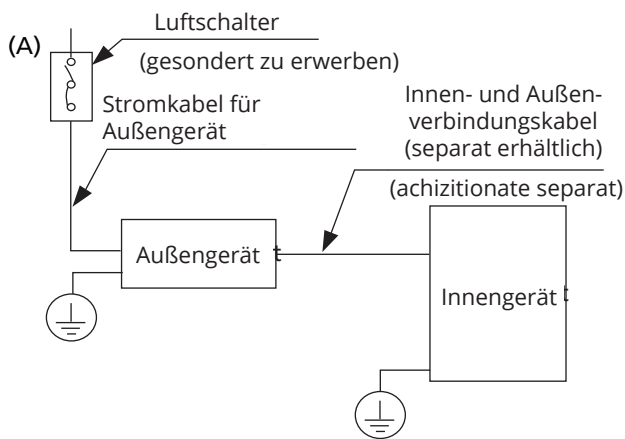 Luftschalter
(A)
(gesondert zu erwerben)
Stromkabel für
Außengerät
Innen- und Außen-
verbindungskabel
(separat erhältlich)
(achizitionate separat)
Außengerät t
Innengerät t